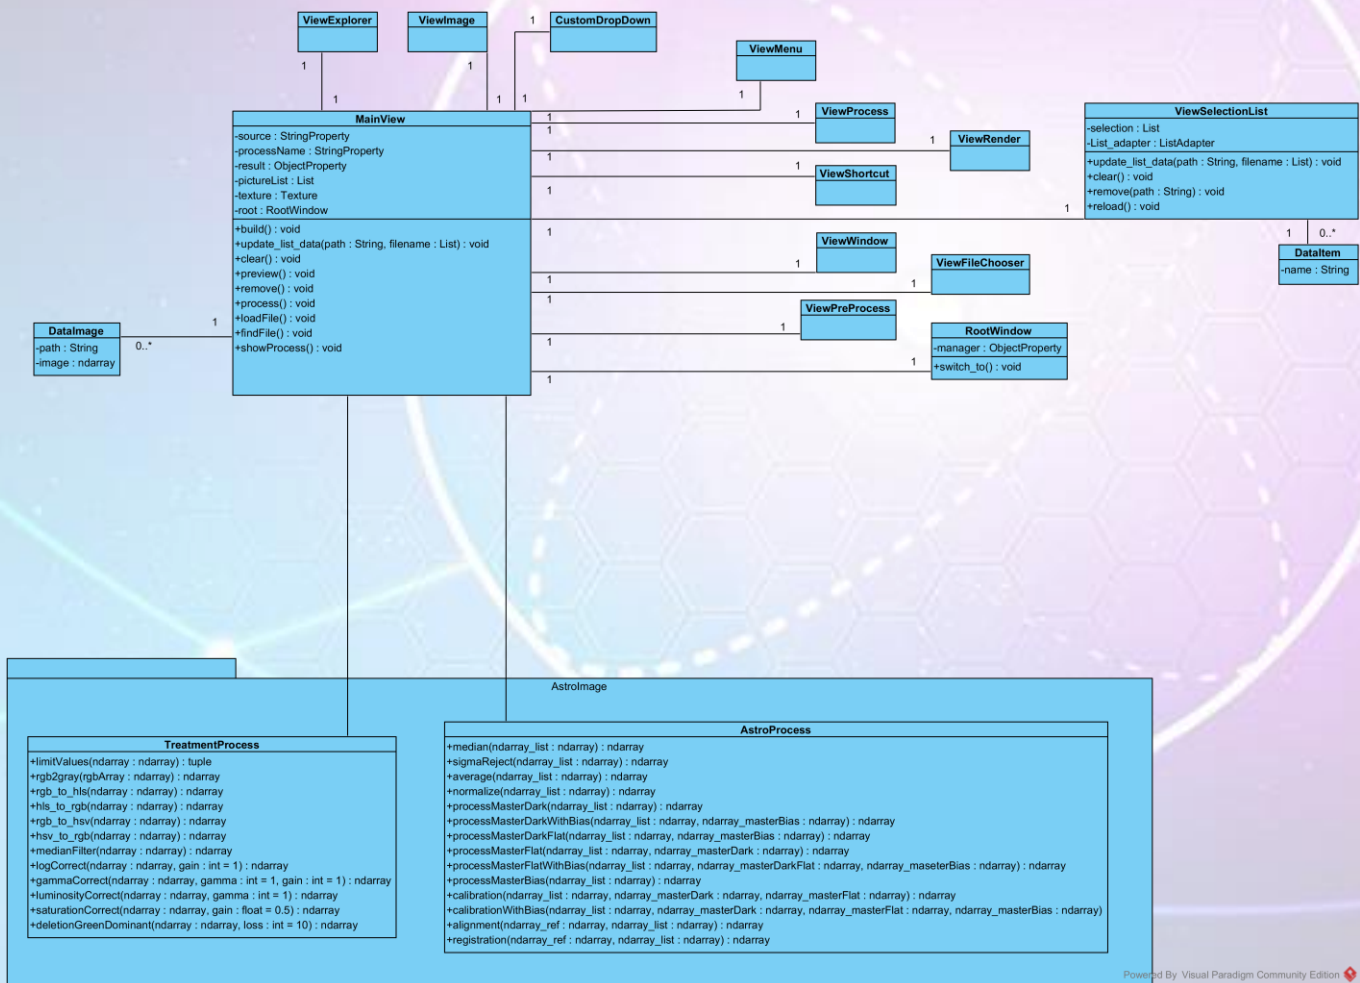 ViewExplorer
1
1
ViewImage
1
1
CustomDropDown
1
1
ViewMenu
1
1
ViewProcess
1
1
ViewRender
1
1
ViewShortcut
1
1
ViewSelectionList
-selection : List
-List_adapter : ListAdapter
+update_list_data(path : String, filename : List) : void
+clear() : void
+remove(path : String) : void
+reload() : void
1
1
1
0..*
DataItem
-name : String
MainView
-source : StringProperty
-processName : StringProperty
-result : ObjectProperty
-pictureList : List
-texture : Texture
-root : RootWindow
+build() : void
+update_list_data(path : String, filename : List) : void
+clear() : void
+preview() : void
+remove() : void
+process() : void
+loadFile() : void
+findFile() : void
+showProcess() : void
ViewWindow
1
1
ViewFileChooser
1
1
ViewPreProcess
1
1
RootWindow
-manager : ObjectProperty
+switch_to() : void
1
1
DataImage
-path : String
-image : ndarray
0..*
1
AstroImage
TreatmentProcess
+limitValues(ndarray : ndarray) : tuple
+rgb2gray(rgbArray : ndarray) : ndarray
+rgb_to_hls(ndarray : ndarray) : ndarray
+hls_to_rgb(ndarray : ndarray) : ndarray
+rgb_to_hsv(ndarray : ndarray) : ndarray
+hsv_to_rgb(ndarray : ndarray) : ndarray
+medianFilter(ndarray : ndarray) : ndarray
+logCorrect(ndarray : ndarray, gain : int = 1) : ndarray
+gammaCorrect(ndarray : ndarray, gamma : int = 1, gain : int = 1) : ndarray
+luminosityCorrect(ndarray : ndarray, gamma : int = 1) : ndarray
+saturationCorrect(ndarray : ndarray, gain : float = 0.5) : ndarray
+deletionGreenDominant(ndarray : ndarray, loss : int = 10) : ndarray
AstroProcess
+median(ndarray_list : ndarray) : ndarray
+sigmaReject(ndarray_list : ndarray) : ndarray
+average(ndarray_list : ndarray) : ndarray
+normalize(ndarray_list : ndarray) : ndarray
+processMasterDark(ndarray_list : ndarray) : ndarray
+processMasterDarkWithBias(ndarray_list : ndarray, ndarray_masterBias : ndarray) : ndarray
+processMasterDarkFlat(ndarray_list : ndarray, ndarray_masterBias : ndarray) : ndarray
+processMasterFlat(ndarray_list : ndarray, ndarray_masterDark : ndarray) : ndarray
+processMasterFlatWithBias(ndarray_list : ndarray, ndarray_masterDarkFlat : ndarray, ndarray_maseterBias : ndarray) : ndarray
+processMasterBias(ndarray_list : ndarray) : ndarray
+calibration(ndarray_list : ndarray, ndarray_masterDark : ndarray, ndarray_masterFlat : ndarray) : ndarray
+calibrationWithBias(ndarray_list : ndarray, ndarray_masterDark : ndarray, ndarray_masterFlat : ndarray, ndarray_masterBias : ndarray)
+alignment(ndarray_ref : ndarray, ndarray_list : ndarray) : ndarray
+registration(ndarray_ref : ndarray, ndarray_list : ndarray) : ndarray
Powered By Visual Paradigm Community Edition